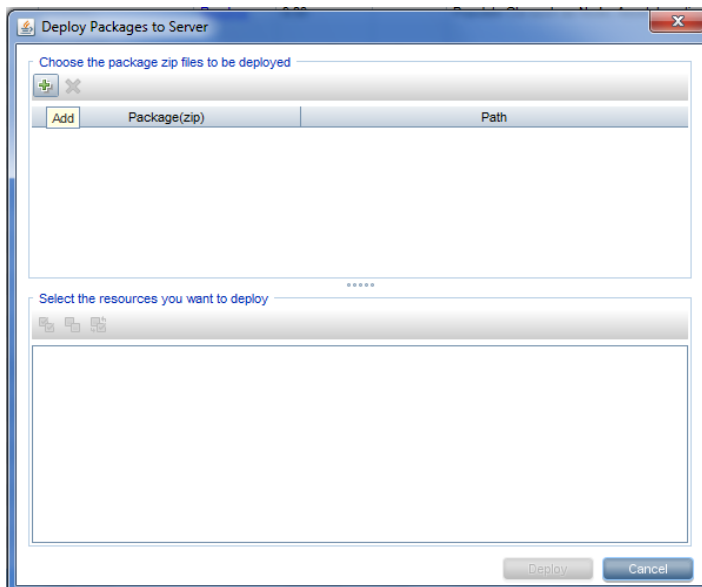 Deploy Packages to Server
Choose the package zip files to be deployed
Add
Package(zip) Path
Select the resources you want to deploy
Deploy Cancel